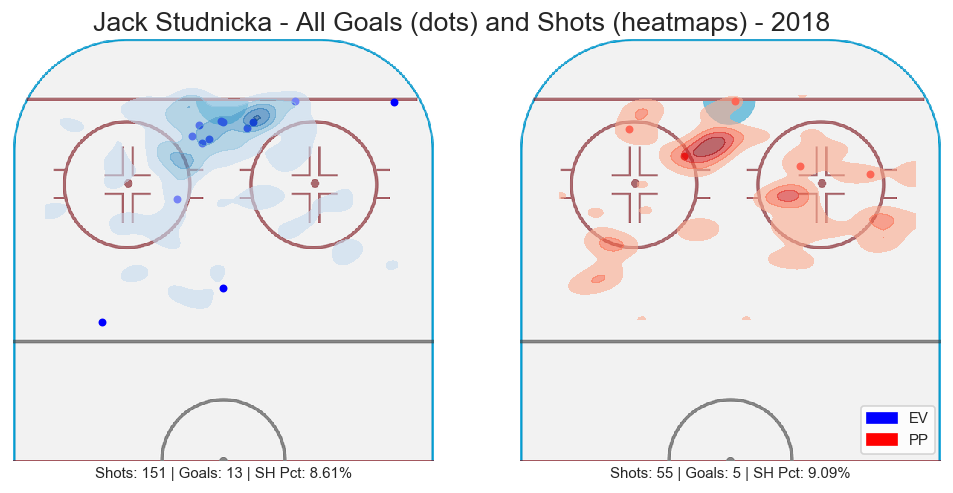 Jack Studnicka - All Goals (dots) and Shots (heatmaps) - 2018
EV
PP
Shots: 151 | Goals: 13 | SH Pct: 8.61%
Shots: 55 | Goals: 5 | SH Pct: 9.09%